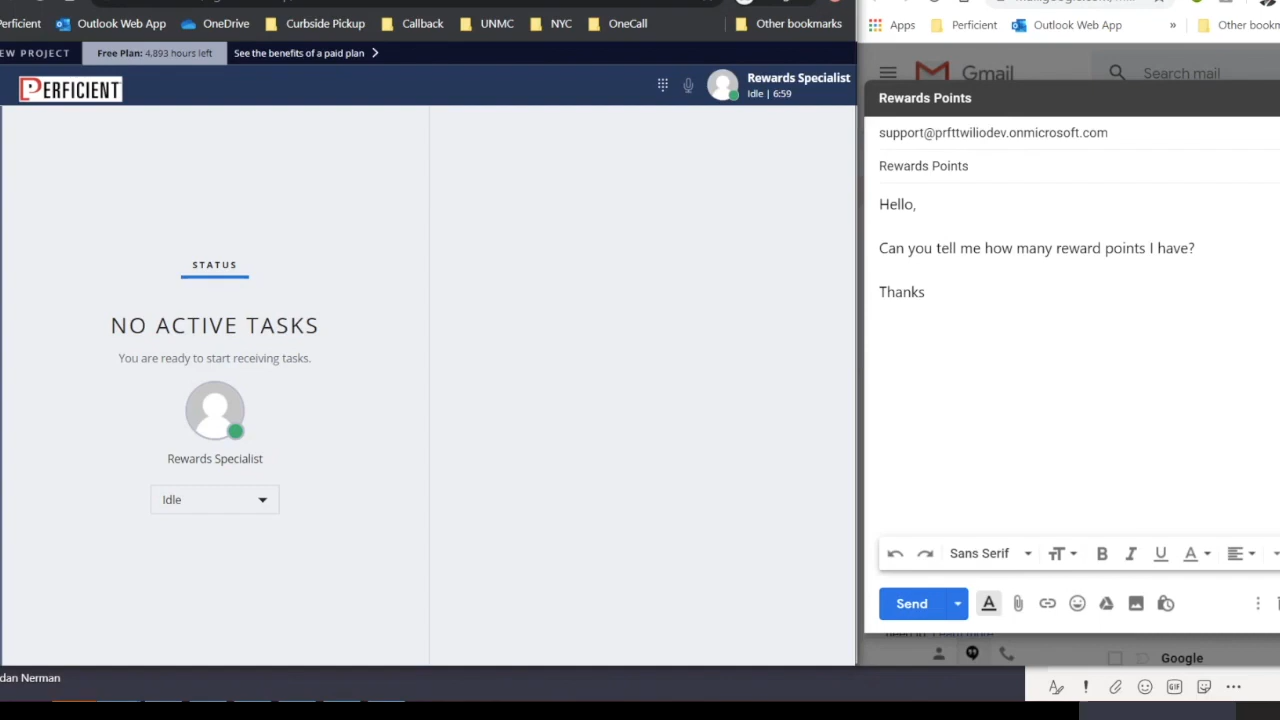 Perficient
Outlook Web App
OneDrive
Curbside Pickup
Callback
UNMC
NYC
OneCall
Other bookmarks
EW PROJECT
Free Plan: 4,893 hours left
See the benefits of a paid plan
PERFICIENT
Rewards Specialist
Idle | 6:59
STATUS
NO ACTIVE TASKS
You are ready to start receiving tasks.
Rewards Specialist
Idle
dan Nerman
Apps
Perficient
Outlook Web App
»
Other bookm
Gmail
Search mail
Rewards Points
support@prfttwiliodev.onmicrosoft.com
Rewards Points
Hello,
Can you tell me how many reward points I have?
Thanks
Sans Serif
Send
Google
GIF